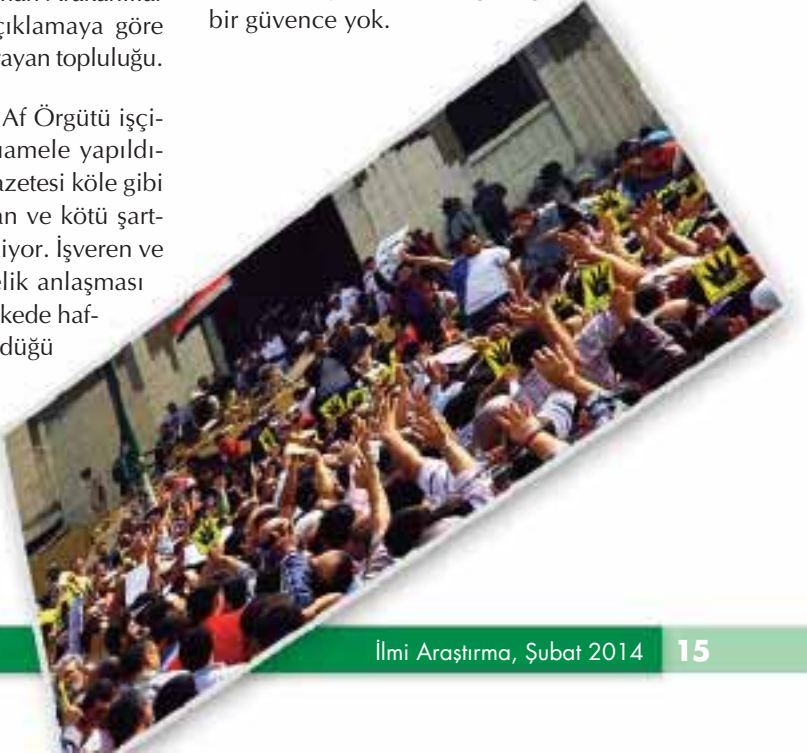 çıklamaya göre
ayan topluluğu.
Af Örgütü işçi-
amele yapıldı-
azetesi köle gibi
an ve kötü şart-
iyor. İşveren ve
elik anlaşması
kede haf-
düğü
bir güvence yok.
İlmi Araştırma, Şubat 2014 15